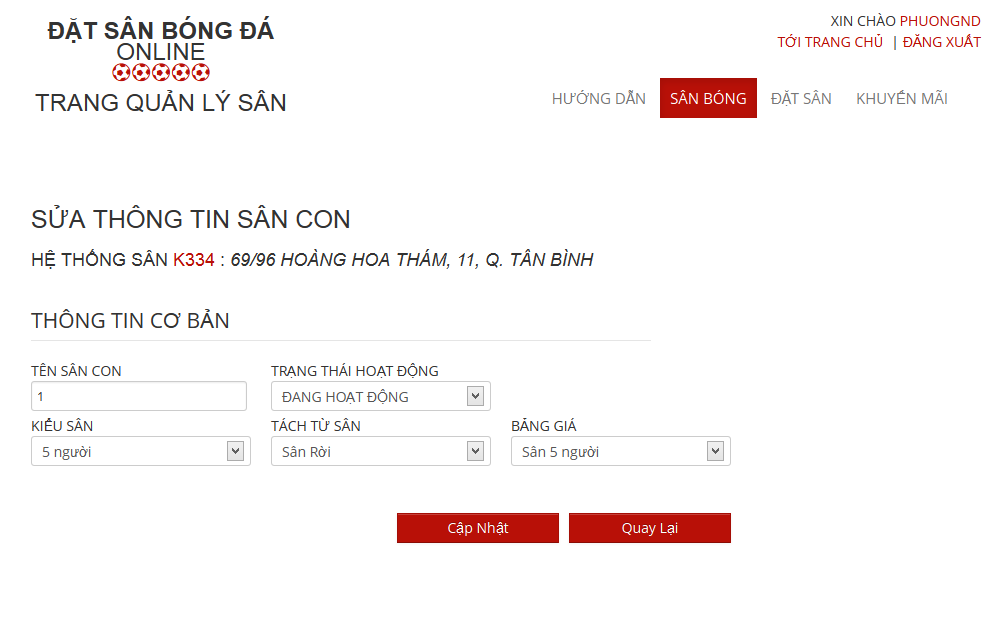 ĐẶT SÂN BÓNG ĐÁ
ONLINE
TRANG QUẢN LÝ SÂN
XIN CHÀO PHUONGND
TỚI TRANG CHỦ | ĐĂNG XUẤT
HƯỚNG DẪN SÂN BÓNG ĐẶT SÂN KHUYẾN MÃI
SỬA THÔNG TIN SÂN CON
HỆ THỐNG SÂN K334 : 69/96 HOÀNG HOA THÁM, 11, Q. TÂN BÌNH
THÔNG TIN CƠ BẢN
TÊN SÂN CON TRẠNG THÁI HOẠT ĐỘNG
1 ĐANG HOẠT ĐỘNG
KIỂU SÂN TÁCH TỪ SÂN BẢNG GIÁ
5 người Sân Rời Sân 5 người
Cập Nhật Quay Lại